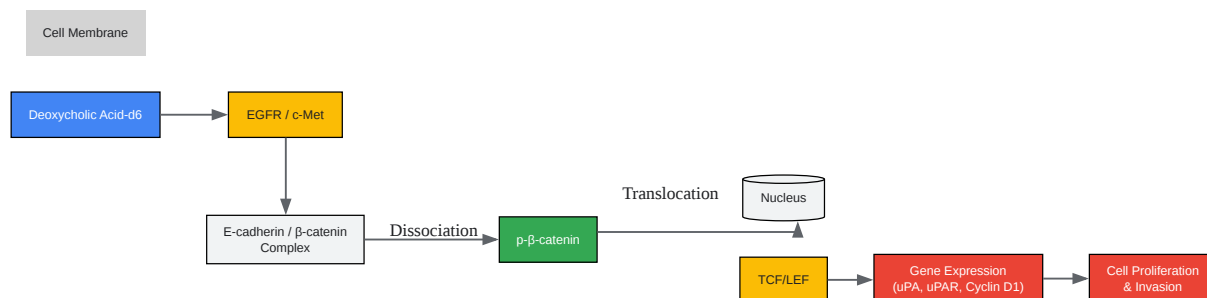 Cell Membrane
Deoxycholic Acid-d6
EGFR / c-Met
E-cadherin / β-catenin
Complex
Dissociation
p-β-catenin
Translocation
Nucleus
TCF/LEF
Gene Expression
(uPA, uPAR, Cyclin D1)
Cell Proliferation
& Invasion